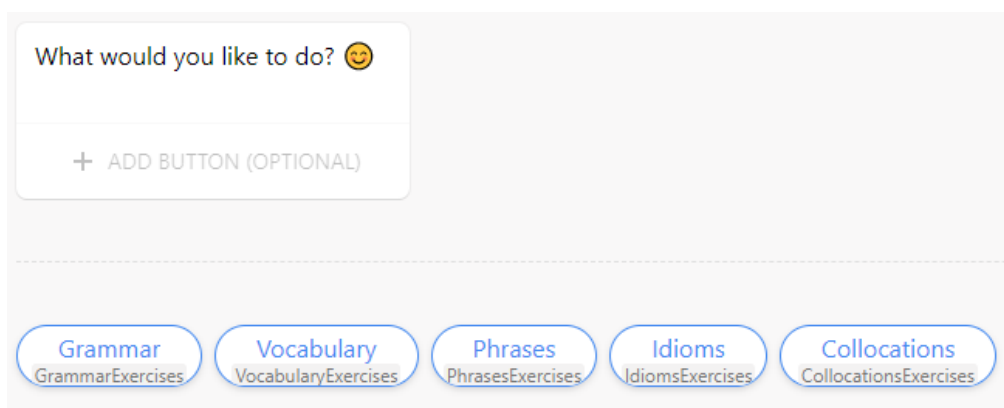 What would you like to do? 😊
+ ADD BUTTON (OPTIONAL)
Grammar Vocabulary Phrases Idioms Collocations
GrammarExercises VocabularyExercises PhrasesExercises IdiomsExercises CollocationsExercises